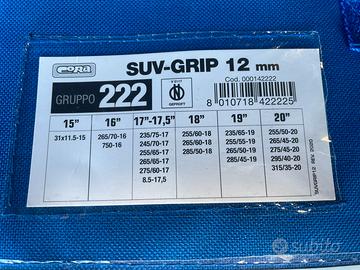 CORA
SUV-GRIP 12 mm
Cod. 000142222
GRUPPO 222
V 5117
N
GEPRÜFT
8 010718 422225
15" 16" 17"-17,5" 18" 19" 20"
31x11.5-15 265/70-16 235/75-17 255/60-18 235/65-19 255/50-20
750-16 245/70-17 265/60-18 255/55-19 265/45-20
255/65-17 285/50-18 265/50-19 275/45-20
265/65-17 285/45-19 295/40-20
275/60-17 315/35-20
8.5-17,5
SUVGRIP12 REV. 2020
subito